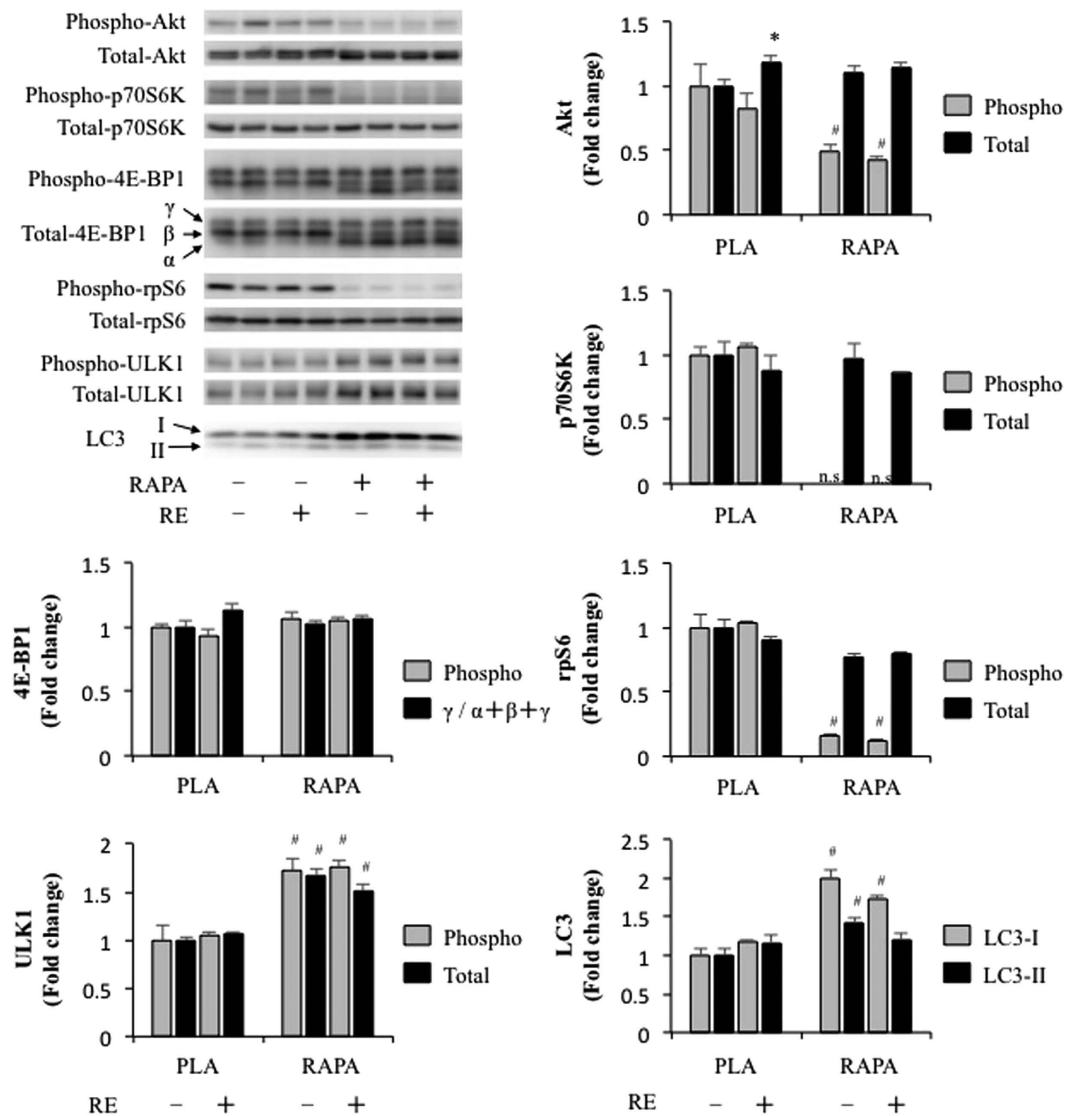 Phospho-Akt
Total-Akt
Phospho-p70S6K
Total-p70S6K
Phospho-4E-BP1
γ
Total-4E-BP1 β
α
Phospho-rpS6
Total-rpS6
Phospho-ULK1
Total-ULK1
I
LC3
II
RAPA − − + +
RE − + − +
Akt
(Fold change)
1.5
1
0.5
0
*
#
#
PLA RAPA
Phospho
Total
p70S6K
(Fold change)
1.5
1
0.5
0
n.s. n.s.
PLA RAPA
Phospho
Total
4E-BP1
(Fold change)
1.5
1
0.5
0
PLA RAPA
Phospho
γ / α+β+γ
rpS6
(Fold change)
1.5
1
0.5
0
# #
PLA RAPA
Phospho
Total
ULK1
(Fold change)
2
1.5
1
0.5
0
# # # #
PLA RAPA
Phospho
Total
RE − + − +
LC3
(Fold change)
2.5
2
1.5
1
0.5
0
# # #
PLA RAPA
LC3-I
LC3-II
RE − + − +